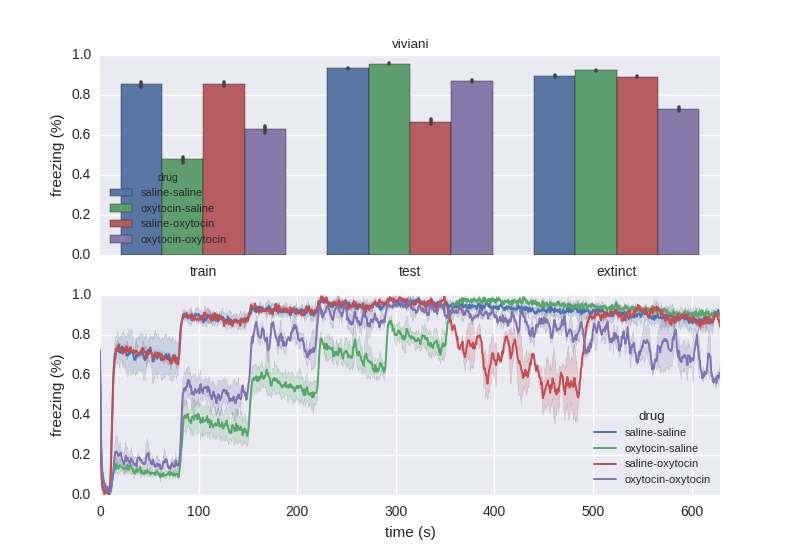 viviani
freezing (%)
1.0
0.8
0.6
0.4
0.2
0.0
drug
saline-saline
oxytocin-saline
saline-oxytocin
oxytocin-oxytocin
train test extinct
freezing (%)
1.0
0.8
0.6
0.4
0.2
0.0
drug
saline-saline
oxytocin-saline
saline-oxytocin
oxytocin-oxytocin
0 100 200 300 400 500 600
time (s)